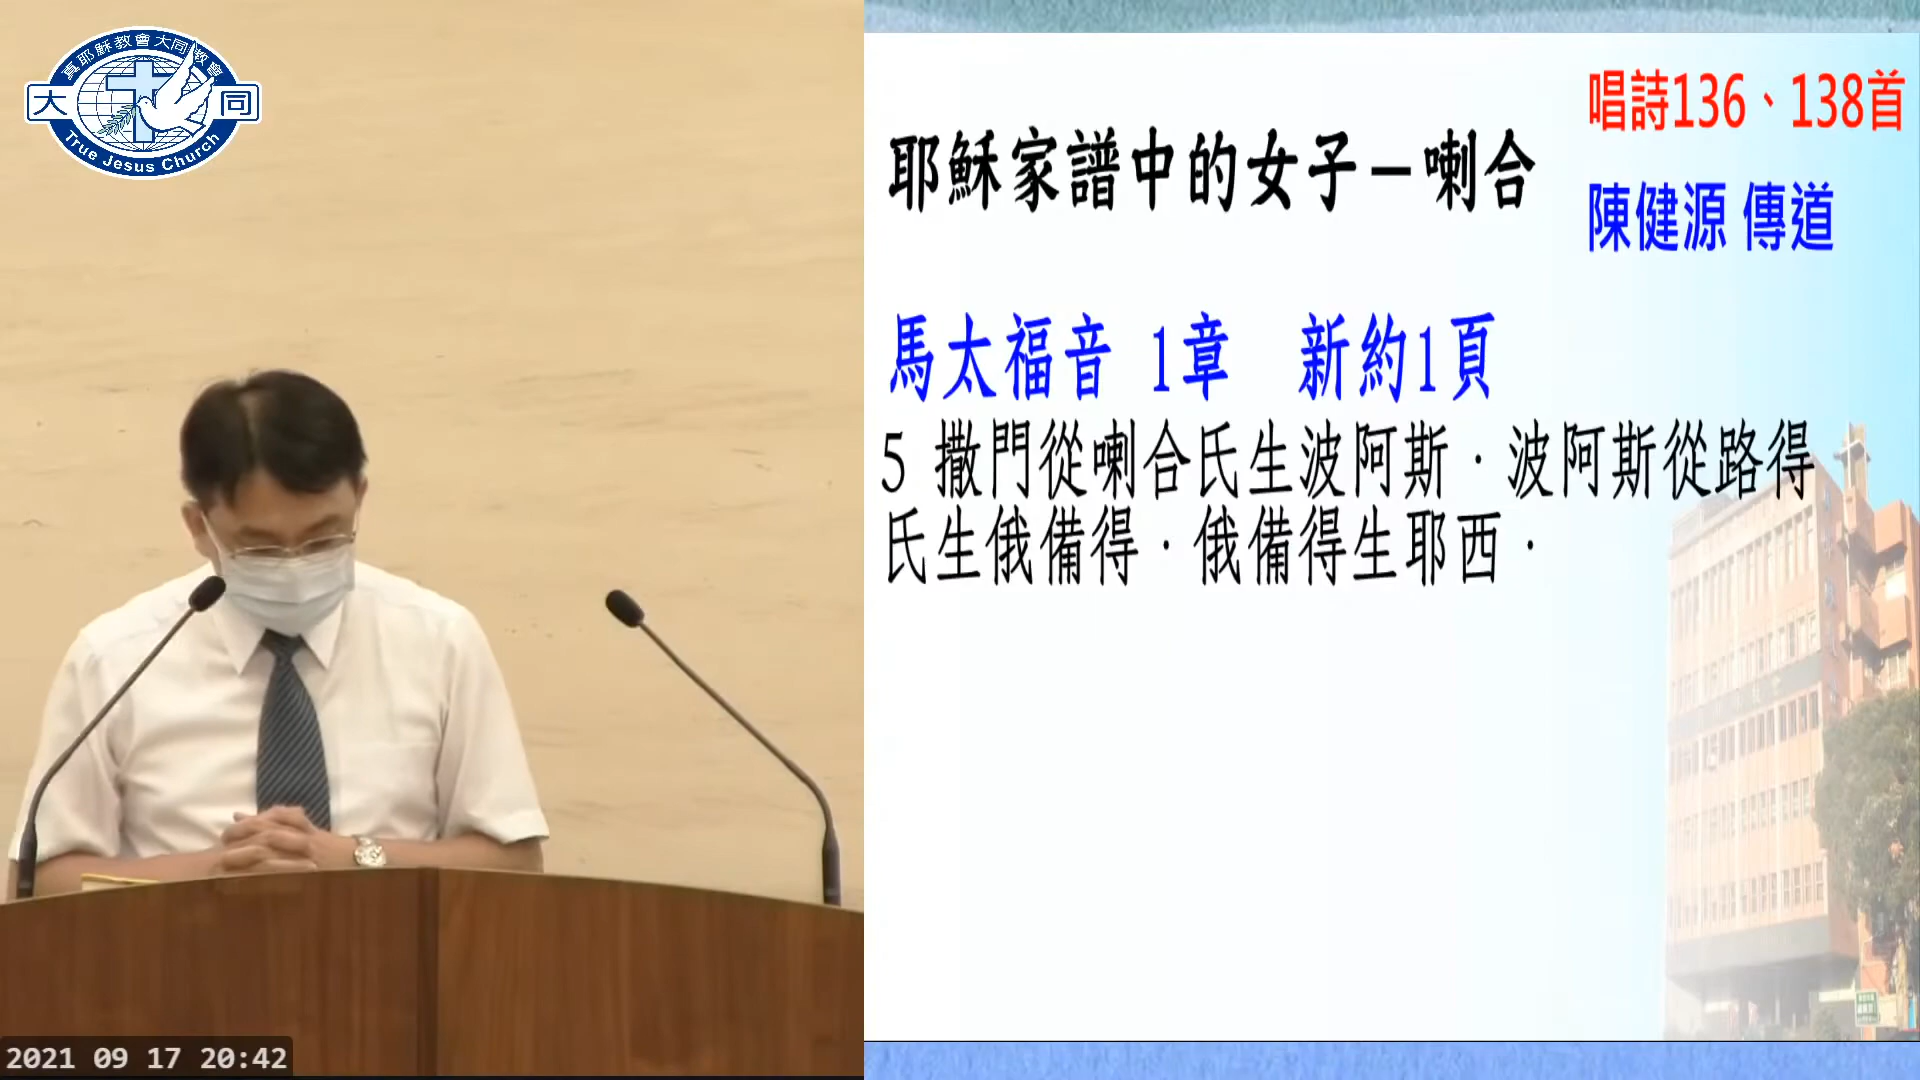 真耶穌教會大同教會
大同
True Jesus Church
唱詩136、138首
耶穌家譜中的女子－喇合
陳健源 傳道
馬太福音 1章 新約1頁
5 撒門從喇合氏生波阿斯．波阿斯從路得
氏生俄備得．俄備得生耶西．
2021 09 17 20:42